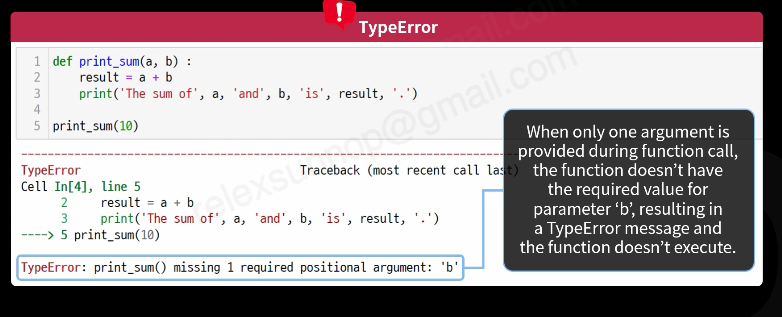 !
TypeError
1 def print_sum(a, b) :
2     result = a + b
3     print('The sum of', a, 'and', b, 'is', result, '.')
4
5 print_sum(10)
When only one argument is
provided during function call,
the function doesn't have
the required value for
parameter 'b', resulting in
a TypeError message and
the function doesn't execute.
---------------------------------------------------------------------------
TypeError                                 Traceback (most recent call last)
Cell In[4], line 5
      2     result = a + b
      3     print('The sum of', a, 'and', b, 'is', result, '.')
----> 5 print_sum(10)
TypeError: print_sum() missing 1 required positional argument: 'b'